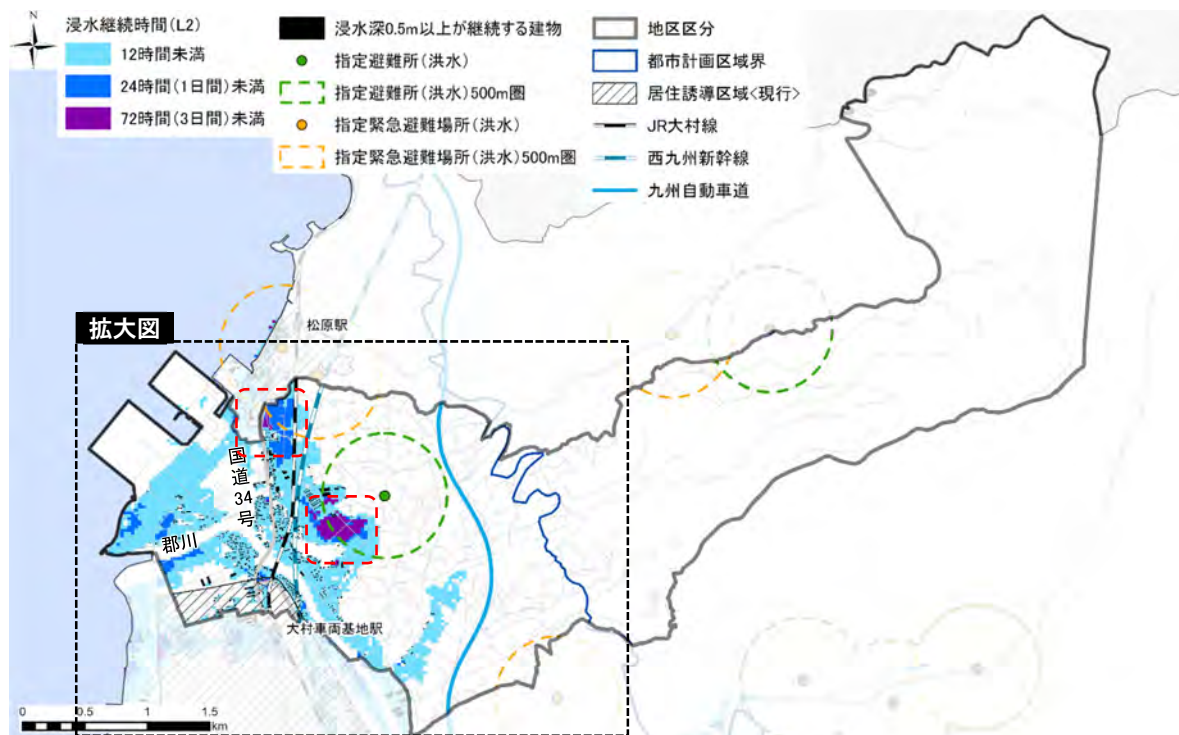 N
浸水継続時間(L2)
12時間未満
24時間(1日間)未満
72時間(3日間)未満
浸水深0.5m以上が継続する建物
指定避難所(洪水)
指定避難所(洪水)500m圏
指定緊急避難場所(洪水)
指定緊急避難場所(洪水)500m圏
地区区分
都市計画区域界
居住誘導区域<現行>
JR大村線
西九州新幹線
九州自動車道
拡大図
松原駅
国道34号
郡川
大村車両基地駅
0 0.5 1 1.5
km